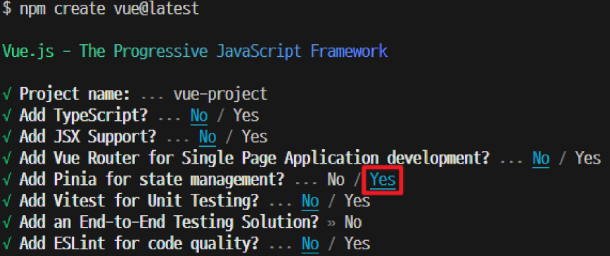 $ npm create vue@latest
Vue.js - The Progressive JavaScript Framework
√ Project name: ... vue-project
√ Add TypeScript? ... No / Yes
√ Add JSX Support? ... No / Yes
√ Add Vue Router for Single Page Application development? ... No / Yes
√ Add Pinia for state management? ... No / Yes
√ Add Vitest for Unit Testing? ... No / Yes
√ Add an End-to-End Testing Solution? » No
√ Add ESLint for code quality? ... No / Yes